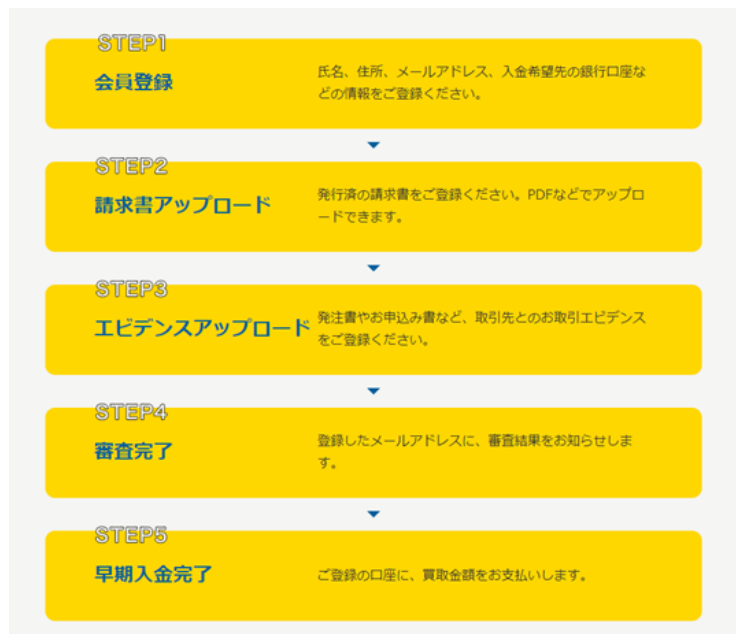 STEP1
会員登録
氏名、住所、メールアドレス、入金希望先の銀行口座な
どの情報をご登録ください。
STEP2
請求書アップロード
発行済の請求書をご登録ください。PDFなどでアップロ
ードできます。
STEP3
エビデンスアップロード
発注書やお申込み書など、取引先とのお取引エビデンス
をご登録ください。
STEP4
審査完了
登録したメールアドレスに、審査結果をお知らせしま
す。
STEP5
早期入金完了
ご登録の口座に、買取金額をお支払いします。